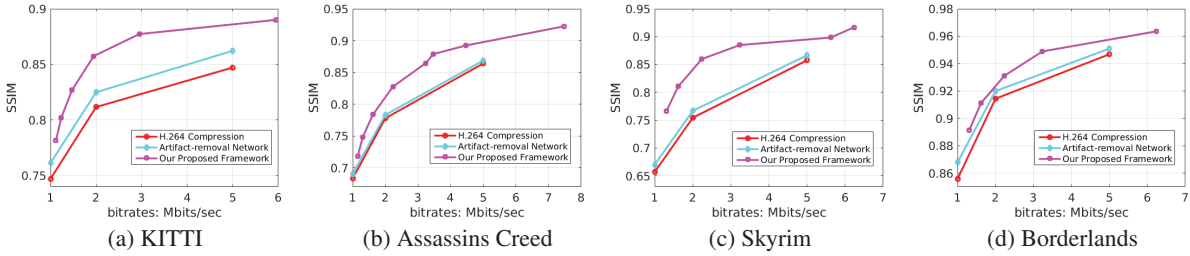 0.9
0.85
0.8
0.75
SSIM
1 2 3 4 5 6
bitrates: Mbits/sec
H.264 Compression
Artifact-removal Network
Our Proposed Framework
(a) KITTI
0.95
0.9
0.85
0.8
0.75
0.7
SSIM
1 2 3 4 5 6 7 8
bitrates: Mbits/sec
H.264 Compression
Artifact-removal Network
Our Proposed Framework
(b) Assassins Creed
0.95
0.9
0.85
0.8
0.75
0.7
0.65
SSIM
1 2 3 4 5 6 7
bitrates: Mbits/sec
H.264 Compression
Artifact-removal Network
Our Proposed Framework
(c) Skyrim
0.98
0.96
0.94
0.92
0.9
0.88
0.86
SSIM
1 2 3 4 5 6 7
bitrates: Mbits/sec
H.264 Compression
Artifact-removal Network
Our Proposed Framework
(d) Borderlands